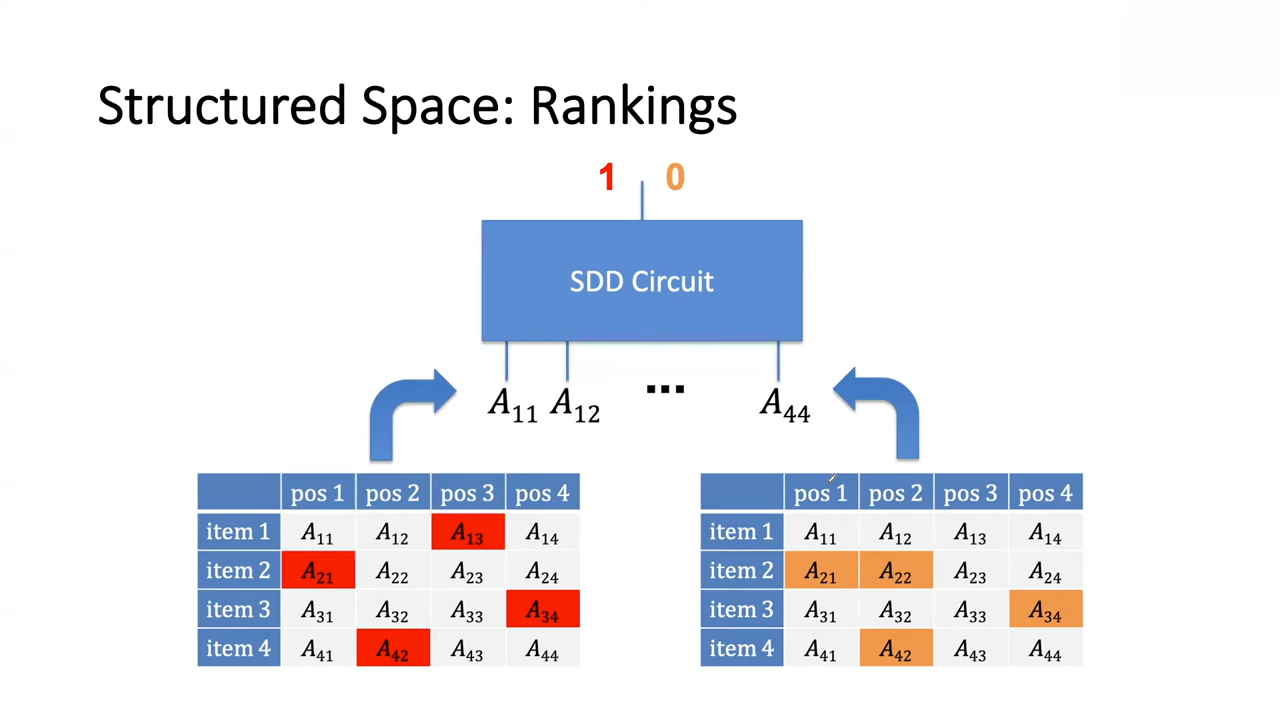 Structured Space: Rankings
1 0
SDD Circuit
A₁₁ A₁₂ ... A₄₄
pos 1 pos 2 pos 3 pos 4
item 1 A₁₁ A₁₂ A₁₃ A₁₄
item 2 A₂₁ A₂₂ A₂₃ A₂₄
item 3 A₃₁ A₃₂ A₃₃ A₃₄
item 4 A₄₁ A₄₂ A₄₃ A₄₄
pos 1 pos 2 pos 3 pos 4
item 1 A₁₁ A₁₂ A₁₃ A₁₄
item 2 A₂₁ A₂₂ A₂₃ A₂₄
item 3 A₃₁ A₃₂ A₃₃ A₃₄
item 4 A₄₁ A₄₂ A₄₃ A₄₄